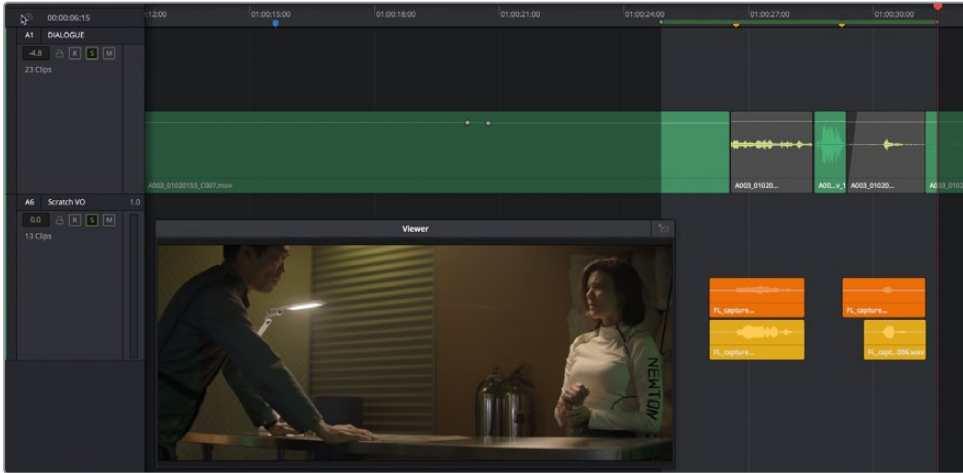 00:00:06:15
:12:00
01:00:15:00
01:00:18:00
01:00:21:00
01:00:24:00
01:00:27:00
01:00:30:00
A1 DIALOGUE
-4.8 R S M
23 Clips
A003_01020155_C007.mov
A003_01020...
A00...v_1
A003_01020...
A003_0102
A6 Scratch VO 1.0
0.0 R S M
13 Clips
Viewer
NEWTON
FL_capture...
FL_capture...
FL_capture...
FL_capt...006.wav